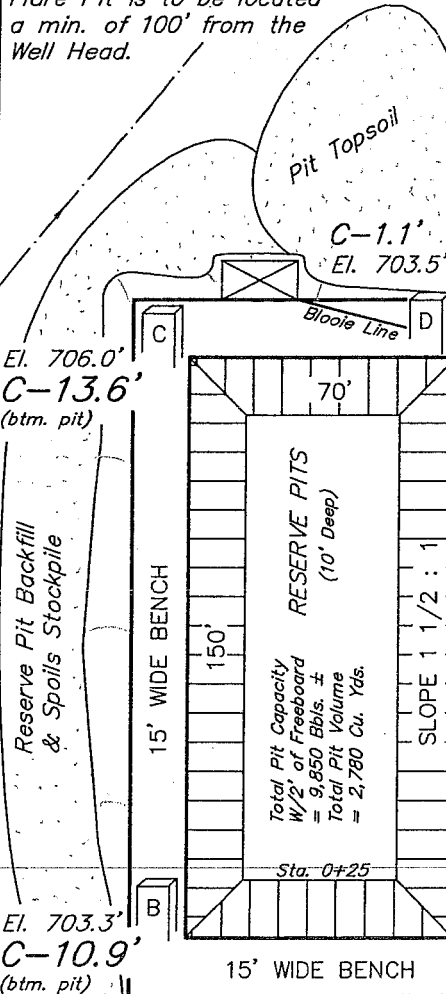 Flare Pit is to be located
a min. of 100' from the
Well Head.
Pit Topsoil
C-1.1'
El. 703.5'
Blooie Line
C
D
El. 706.0'
C-13.6'
(btm. pit)
70'
RESERVE PITS
(10' Deep)
150'
15' WIDE BENCH
Reserve Pit Backfill
& Spoils Stockpile
SLOPE 1 1/2 : 1
Total Pit Capacity
W/2' of Freeboard
= 9,850 Bbls. ±
Total Pit Volume
= 2,780 Cu. Yds.
Sta. 0+25
B
El. 703.3'
C-10.9'
(btm. pit)
15' WIDE BENCH